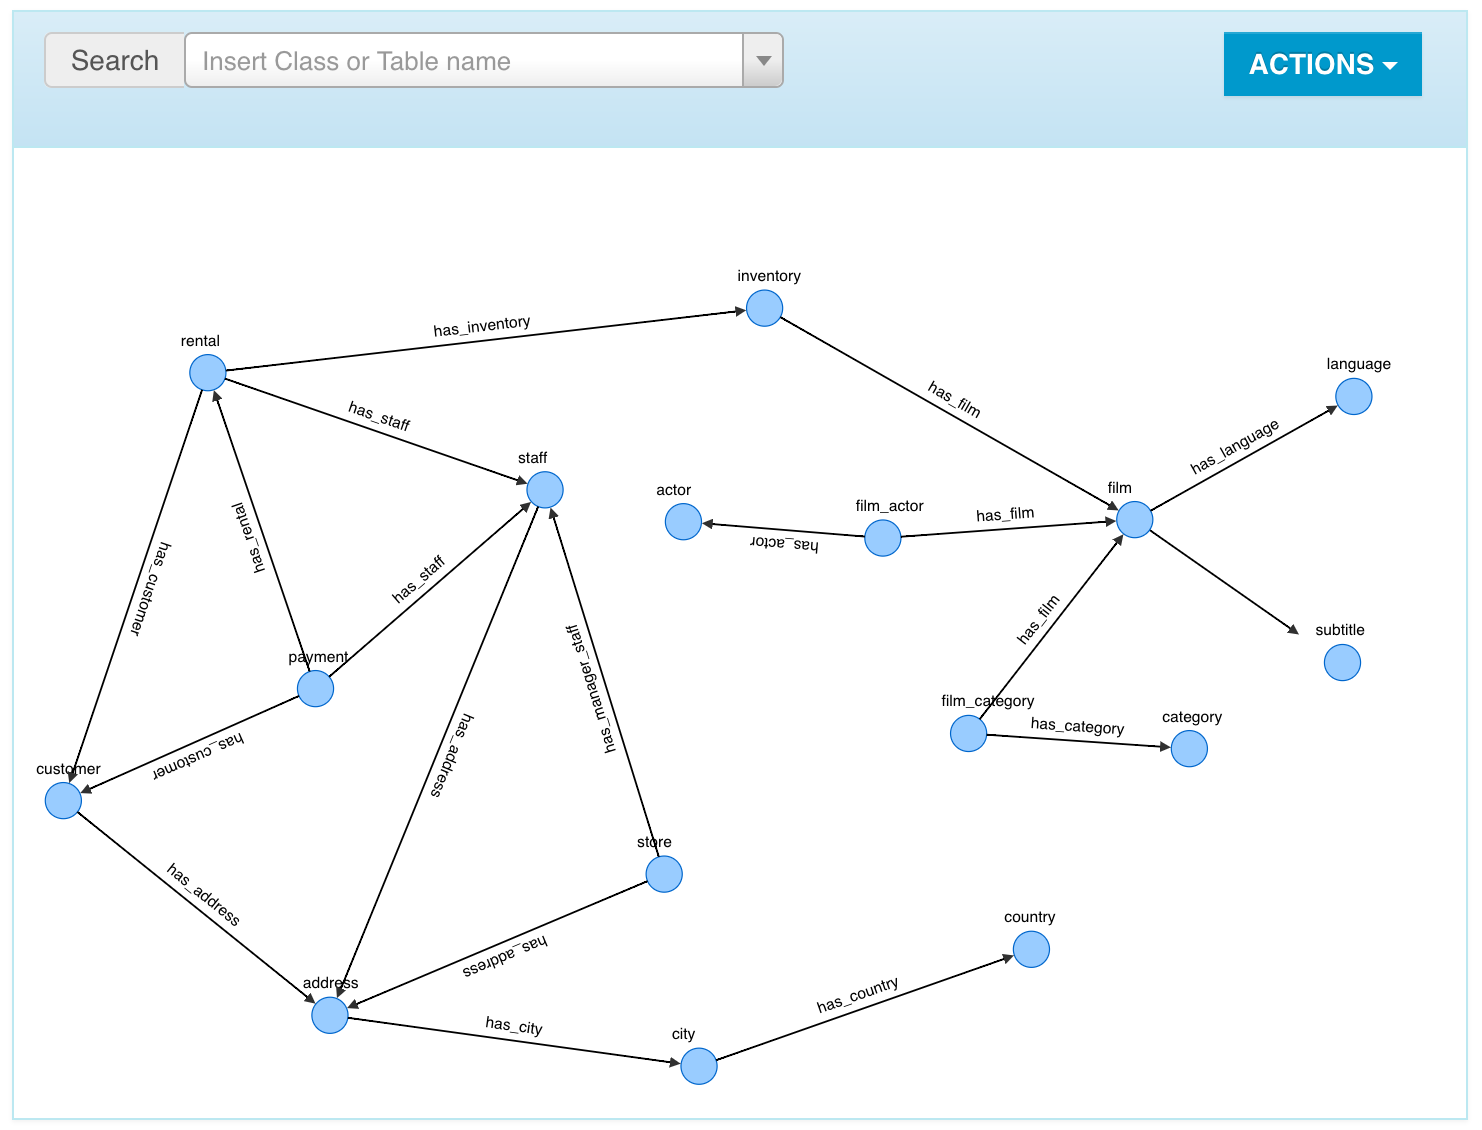 Search
Insert Class or Table name
ACTIONS
inventory
has_inventory
rental
language
has_film
has_staff
has_language
staff
film
actor
film_actor
has_film
has_actor
has_rental
has_customer
has_staff
has_film
subtitle
payment
has_manager_staff
film_category
has_category
category
has_customer
has_address
customer
store
has_address
country
has_address
address
has_country
has_city
city